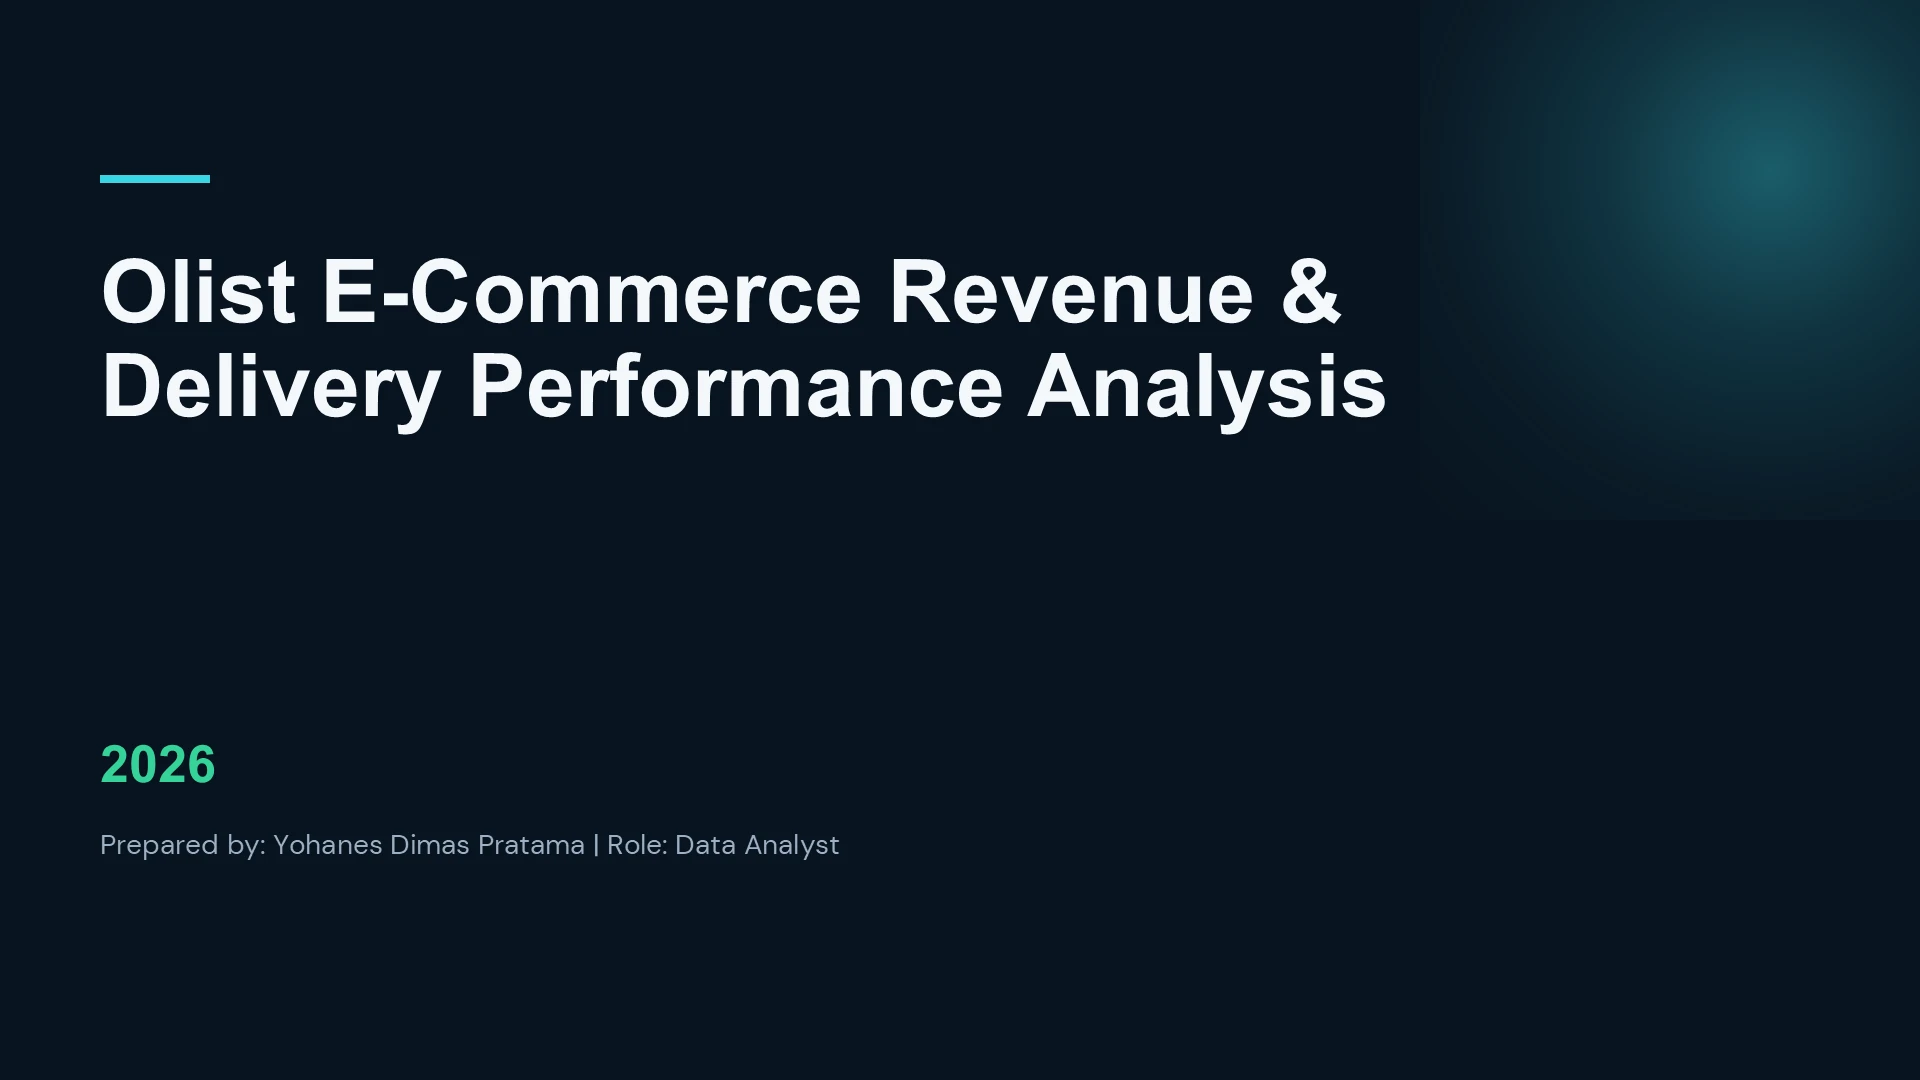 Olist E-Commerce Revenue &
Delivery Performance Analysis
2026
Prepared by: Yohanes Dimas Pratama | Role: Data Analyst